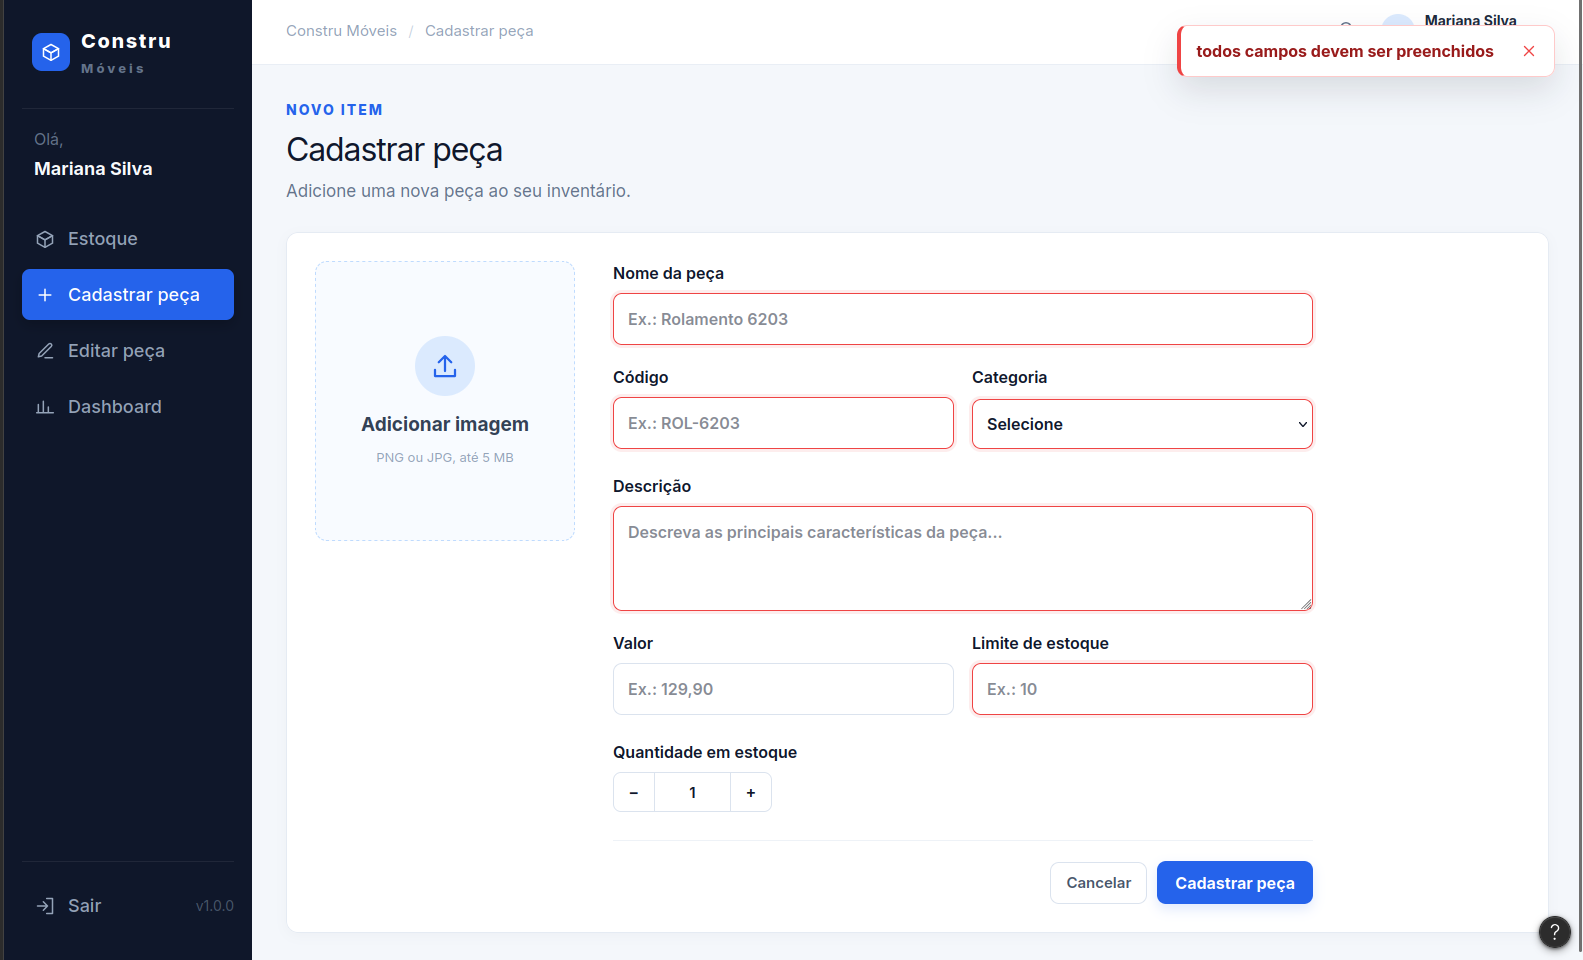 Constru
Móveis
Olá,
Mariana Silva
Estoque
Cadastrar peça
Editar peça
Dashboard
Sair
v1.0.0
Constru Móveis / Cadastrar peça
Mariana Silva
todos campos devem ser preenchidos
NOVO ITEM
Cadastrar peça
Adicione uma nova peça ao seu inventário.
Adicionar imagem
PNG ou JPG, até 5 MB
Nome da peça
Ex.: Rolamento 6203
Código
Ex.: ROL-6203
Categoria
Selecione
Descrição
Descreva as principais características da peça...
Valor
Ex.: 129,90
Limite de estoque
Ex.: 10
Quantidade em estoque
− 1 +
Cancelar
Cadastrar peça
?